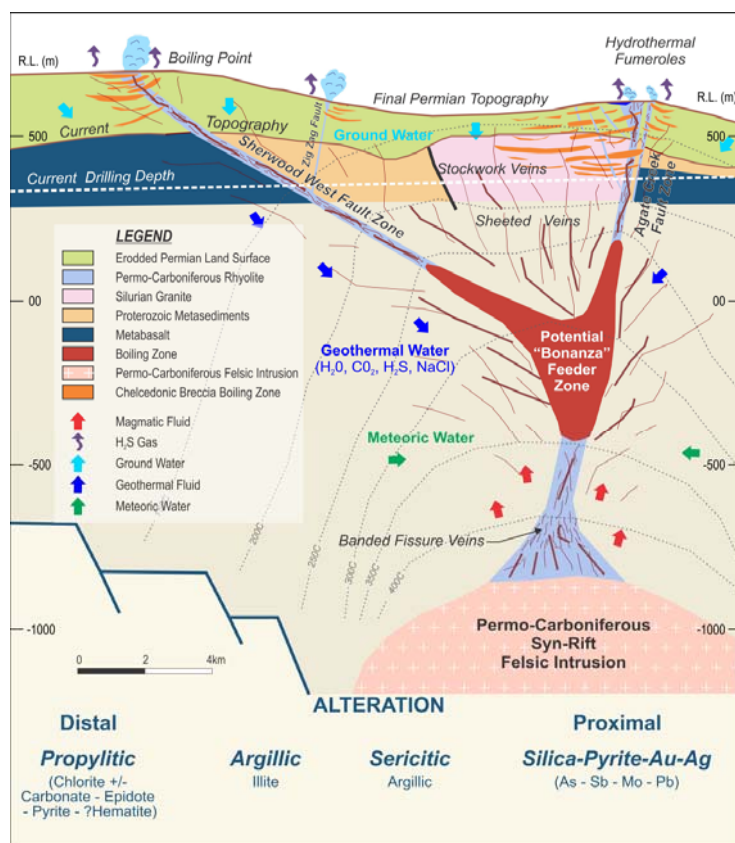 R.L. (m)
Boiling Point
Hydrothermal
Fumeroles
R.L. (m)
Final Permian Topography
500
Current
Topography
Zig Zag Fault
Ground Water
500
Sherwood West Fault Zone
Stockwork Veins
Agate Creek
Fault Zone
Current Drilling Depth
Sheeted Veins
LEGEND
Erodded Permian Land Surface
Permo-Carboniferous Rhyolite
Silurian Granite
Proterozoic Metasediments
Metabasalt
Boiling Zone
Permo-Carboniferous Felsic Intrusion
Chelcedonic Breccia Boiling Zone
Magmatic Fluid
H₂S Gas
Ground Water
Geothermal Fluid
Meteoric Water
00
00
Potential
"Bonanza"
Feeder
Zone
Geothermal Water
(H₂0, C0₂, H₂S, NaCl)
Meteoric Water
-500
-500
Banded Fissure Veins
200C
250C
300C
350C
400C
-1000
-1000
Permo-Carboniferous
Syn-Rift
Felsic Intrusion
0 2 4km
ALTERATION
Distal
Proximal
Propylitic
Argillic
Sericitic
Silica-Pyrite-Au-Ag
(Chlorite +/-
Carbonate - Epidote
- Pyrite - ?Hematite)
Illite
Argillic
(As - Sb - Mo - Pb)